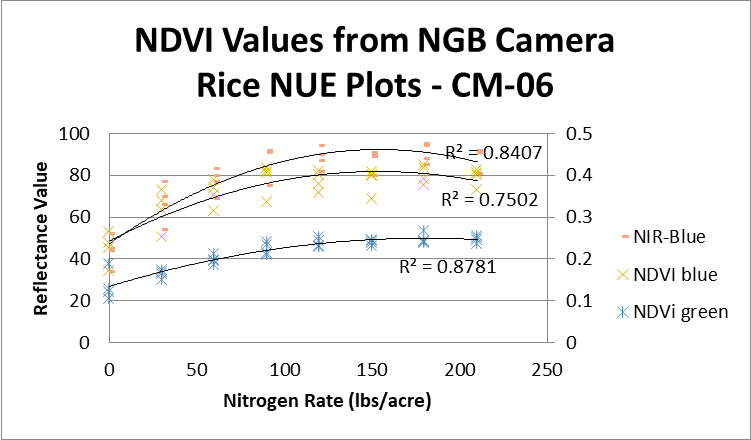 NDVI Values from NGB Camera
Rice NUE Plots - CM-06
100
80
60
40
20
0
Reflectance Value
0.5
0.4
0.3
0.2
0.1
0
R² = 0.8407
R² = 0.7502
R² = 0.8781
NIR-Blue
NDVI blue
NDVi green
0 50 100 150 200 250
Nitrogen Rate (lbs/acre)